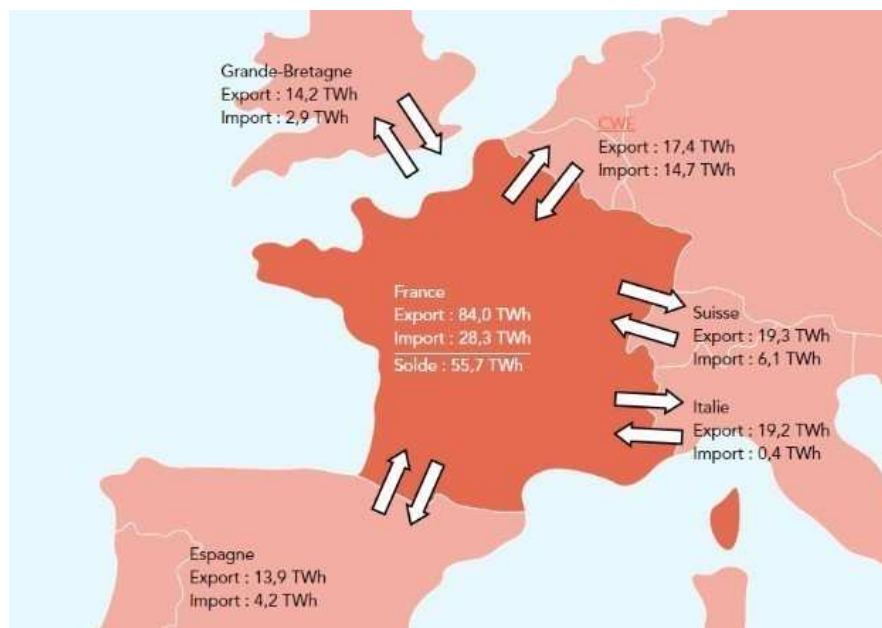 Grande-Bretagne
Export : 14,2 TWh
Import : 2,9 TWh
CWE
Export : 17,4 TWh
Import : 14,7 TWh
France
Export : 84,0 TWh
Import : 28,3 TWh
Solde : 55,7 TWh
Suisse
Export : 19,3 TWh
Import : 6,1 TWh
Italie
Export : 19,2 TWh
Import : 0,4 TWh
Espagne
Export : 13,9 TWh
Import : 4,2 TWh